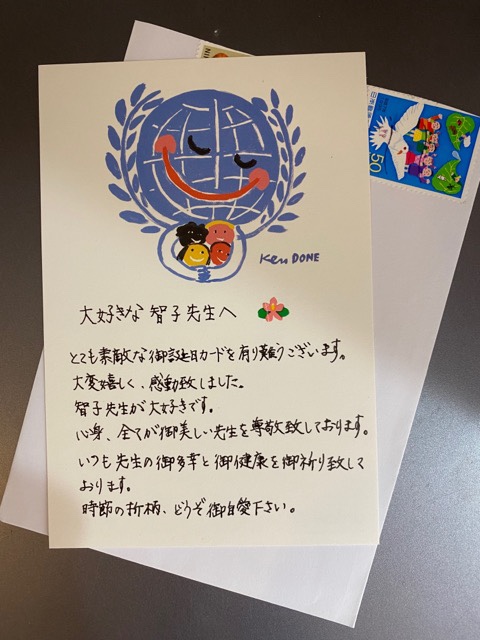 Ken DONE
50
日本郵便
大好きな 智子先生へ
とても素敵な御誕生日カードを有り難うございます。
大変嬉しく、感動致しました。
智子先生が大好きです。
心身、全てが御美しい先生を尊敬致しております。
いつも先生の御多幸と御健康を御祈り致して
おります。
時節の折柄、どうぞ御自愛下さい。